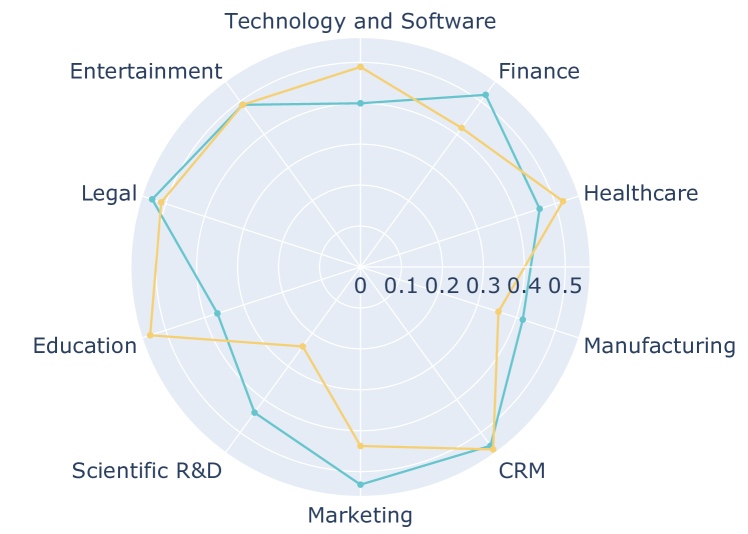 Technology and Software
Entertainment
Finance
Legal
Healthcare
0 0.1 0.2 0.3 0.4 0.5
Education
Manufacturing
Scientific R&D
CRM
Marketing